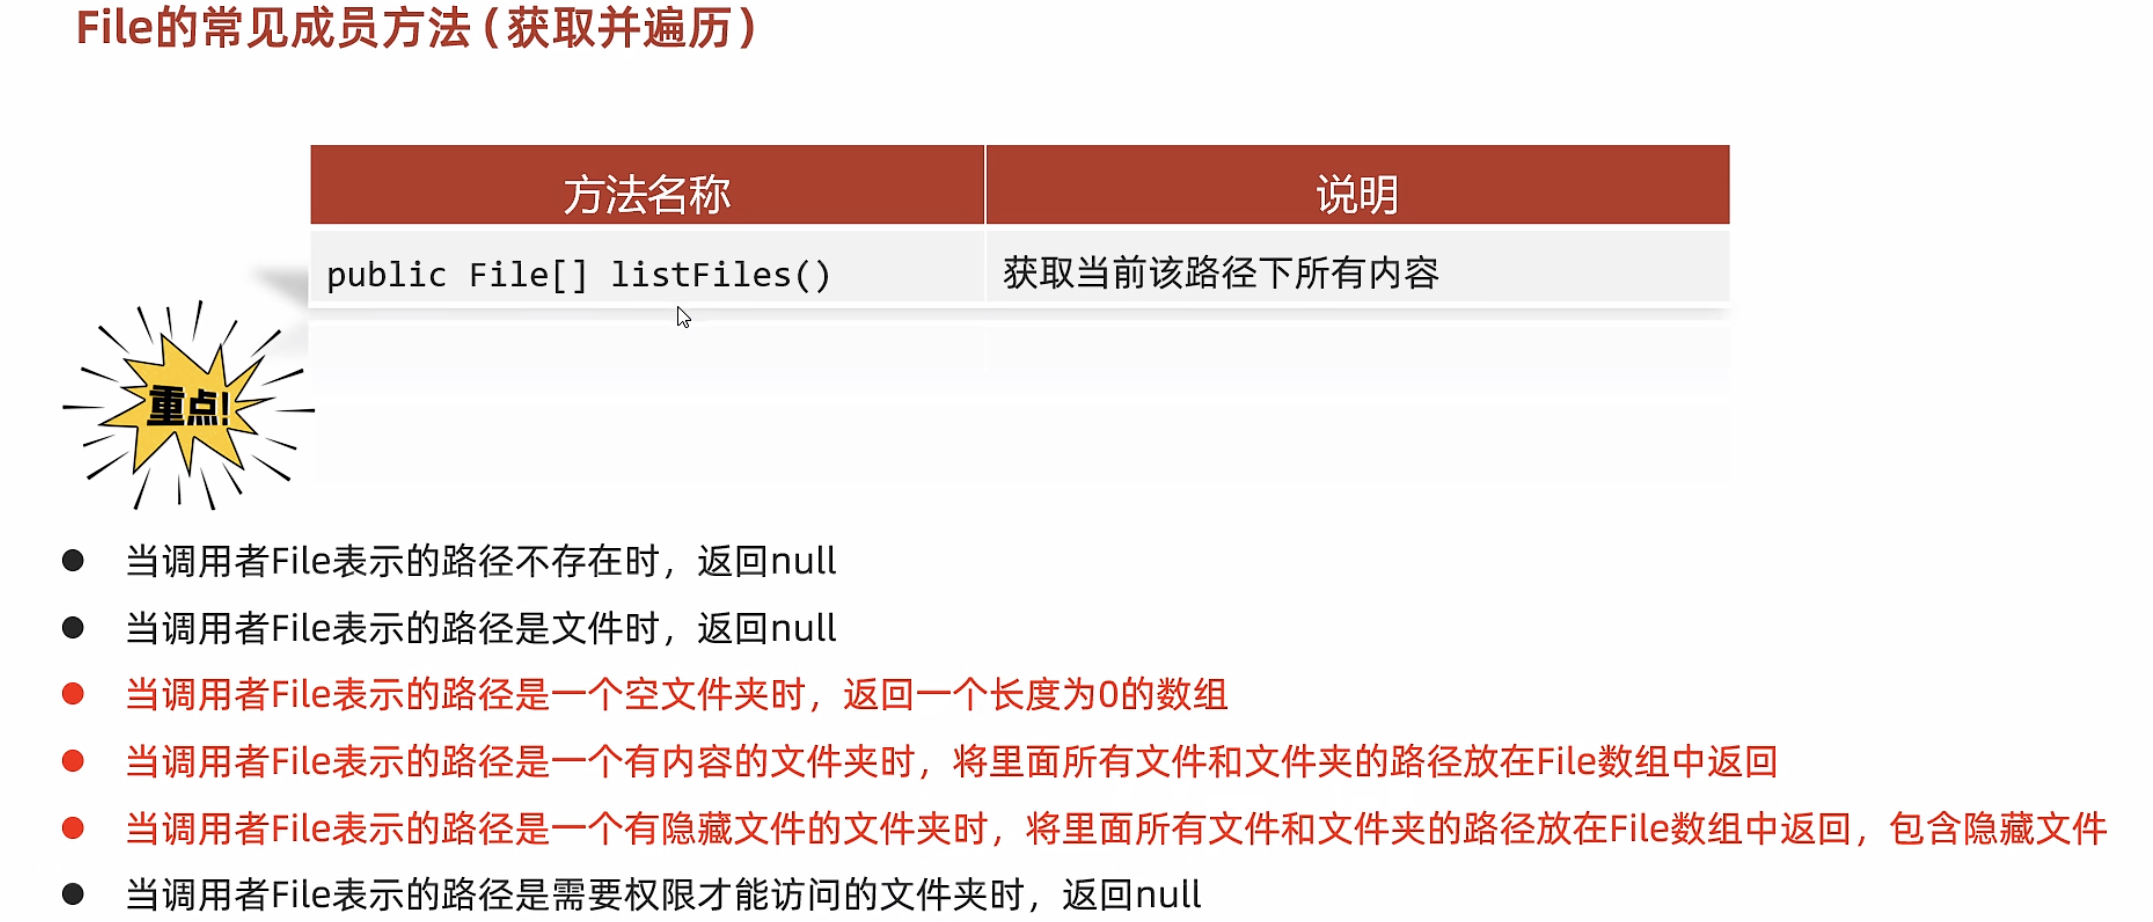 File的常见成员方法(获取并遍历)
方法名称 说明
public File[] listFiles() 获取当前该路径下所有内容
重点!
当调用者File表示的路径不存在时，返回null
当调用者File表示的路径是文件时，返回null
当调用者File表示的路径是一个空文件夹时，返回一个长度为0的数组
当调用者File表示的路径是一个有内容的文件夹时，将里面所有文件和文件夹的路径放在File数组中返回
当调用者File表示的路径是一个有隐藏文件的文件夹时，将里面所有文件和文件夹的路径放在File数组中返回，包含隐藏文件
当调用者File表示的路径是需要权限才能访问的文件夹时，返回null